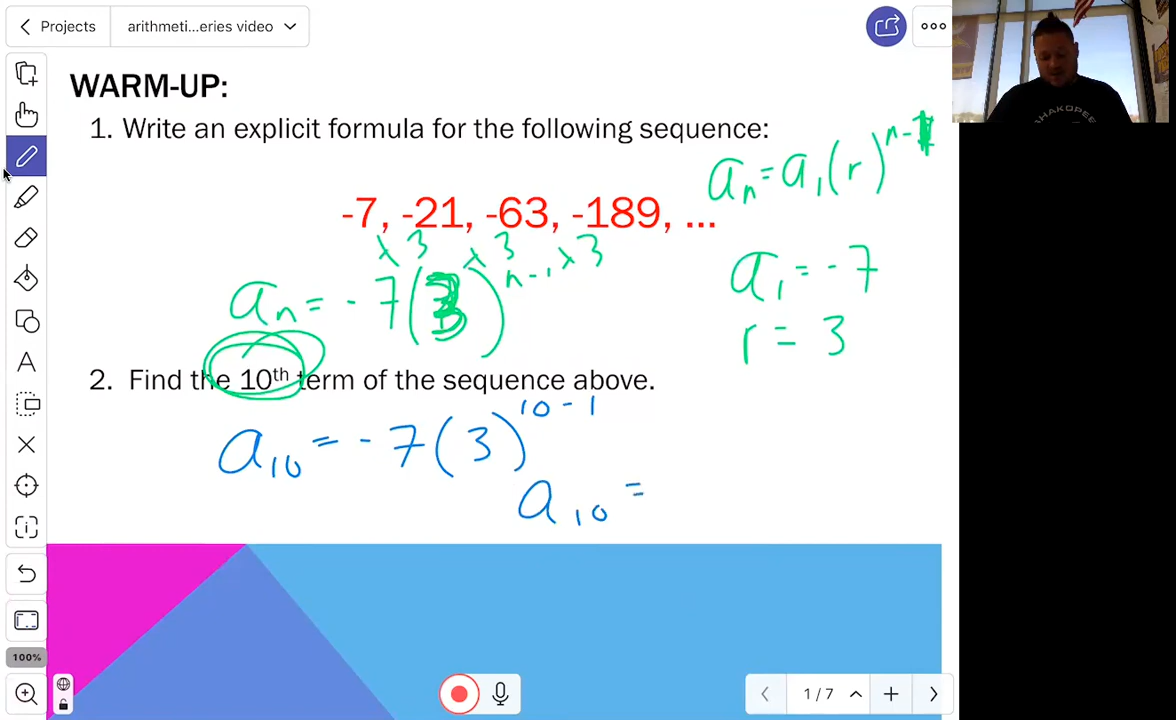 Projects
arithmeti...eries video
WARM-UP:
1. Write an explicit formula for the following sequence:
aₙ = a₁(r)ⁿ⁻¹
-7, -21, -63, -189, ...
x3 x3 x3
aₙ = -7(3)ⁿ⁻¹
a₁ = -7
r = 3
2. Find the 10th term of the sequence above.
a₁₀ = -7(3)¹⁰⁻¹
a₁₀ =
100%
1 / 7
SHAKOPEE